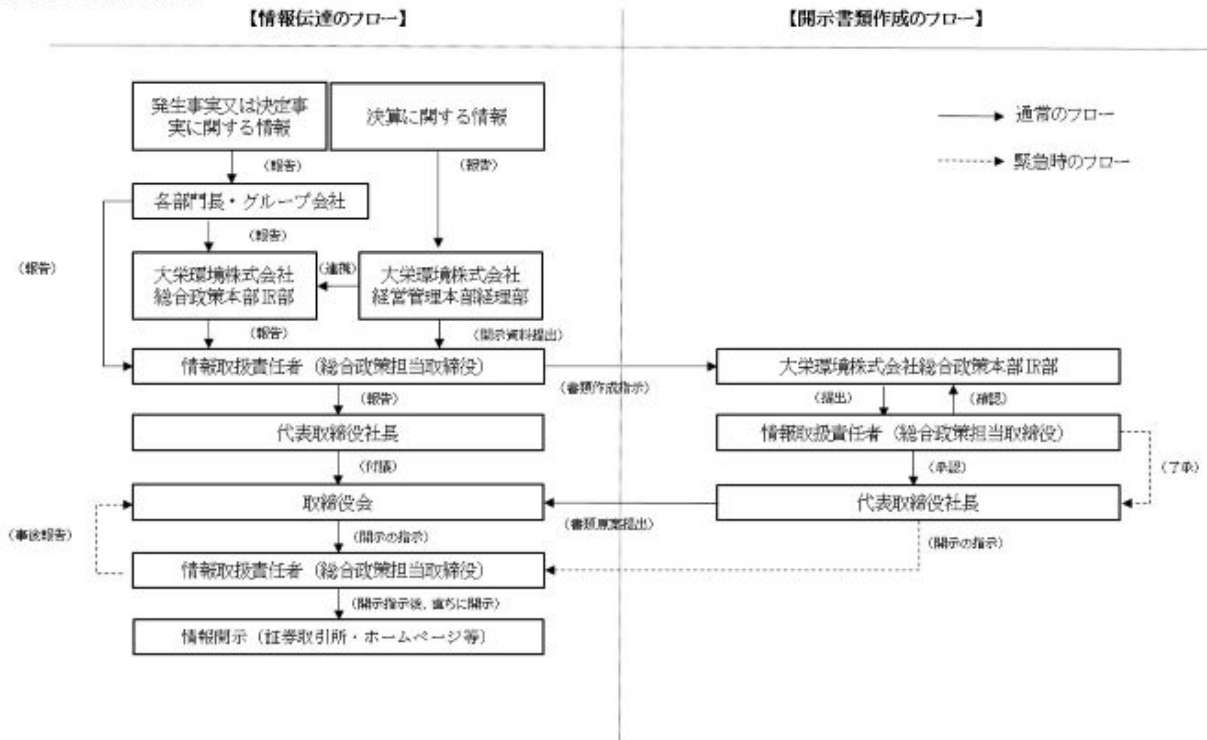 【情報伝達のフロー】
【開示書類作成のフロー】
発生事実又は決定事
実に関する情報
決算に関する情報
通常のフロー
緊急時のフロー
（報告）
（報告）
各部門長・グループ会社
（報告）
（報告）
大栄環境株式会社
総合政策本部IR部
（連携）
大栄環境株式会社
経営管理本部経理部
（報告）
（開示資料提出）
情報取扱責任者（総合政策担当取締役）
（書類作成指示）
大栄環境株式会社総合政策本部IR部
（報告）
（提出）
（確認）
代表取締役社長
情報取扱責任者（総合政策担当取締役）
（付議）
（承認）
（了承）
取締役会
（書類原案提出）
代表取締役社長
（事後報告）
（開示の指示）
（開示の指示）
情報取扱責任者（総合政策担当取締役）
（開示指示後、直ちに開示）
情報開示（証券取引所・ホームページ等）